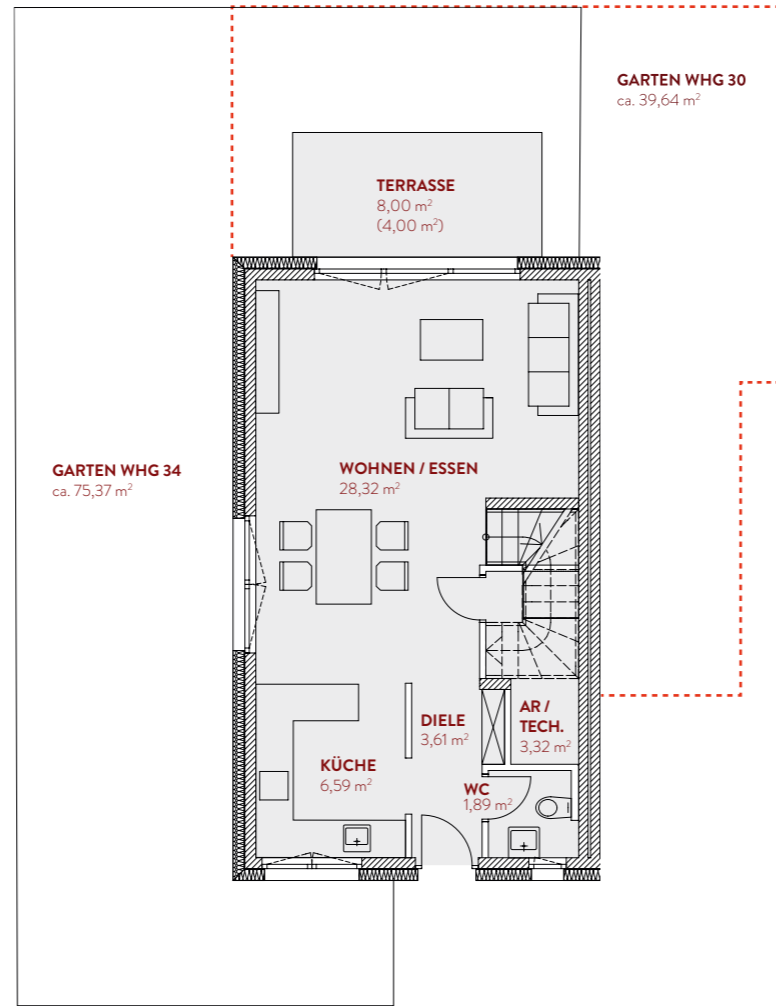 GARTEN WHG 30
ca. 39,64 m²
TERRASSE
8,00 m²
(4,00 m²)
GARTEN WHG 34
ca. 75,37 m²
WOHNEN / ESSEN
28,32 m²
DIELE
3,61 m²
AR /
TECH.
3,32 m²
KÜCHE
6,59 m²
WC
1,89 m²